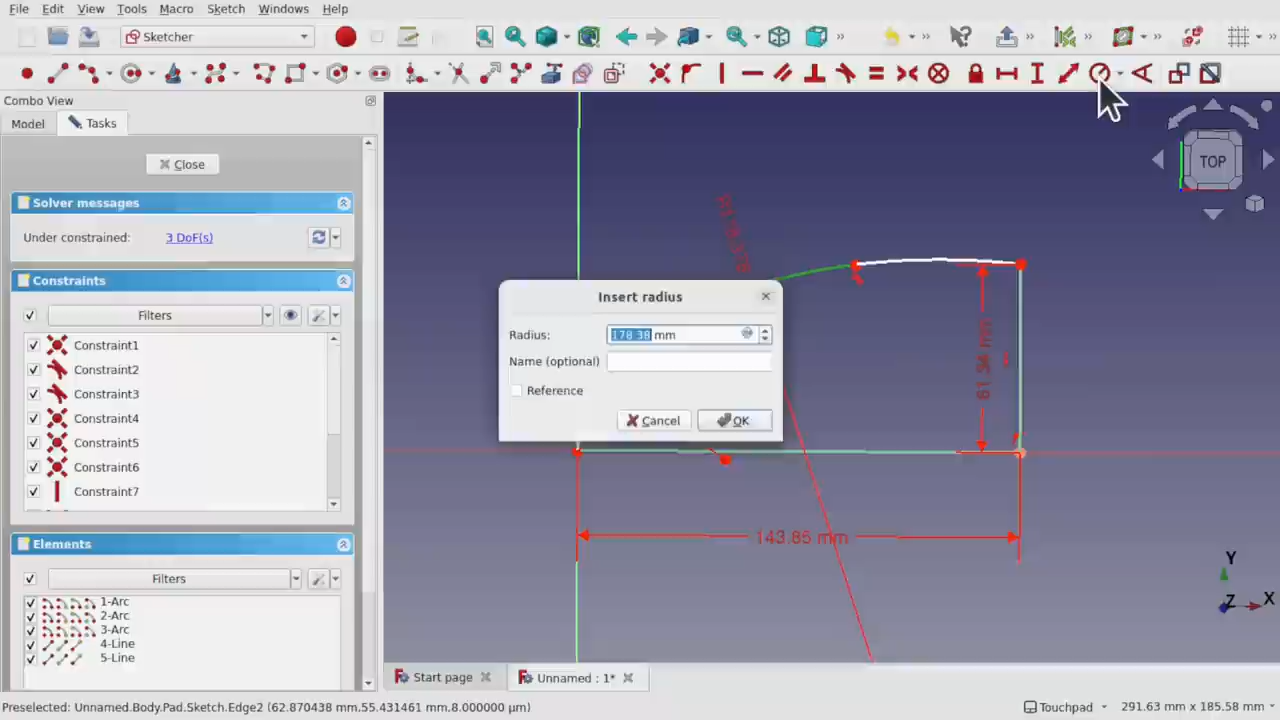 File Edit View Tools Macro Sketch Windows Help
Sketcher
Combo View
Model Tasks
Close
Solver messages
Under constrained: 3 DoF(s)
Constraints
Filters
Constraint1
Constraint2
Constraint3
Constraint4
Constraint5
Constraint6
Constraint7
Elements
Filters
1-Arc
2-Arc
3-Arc
4-Line
5-Line
TOP
Insert radius
Radius: 178.38 mm
Name (optional)
Reference
Cancel OK
61.54 mm
143.86 mm
Y
Z X
Start page Unnamed : 1*
Preselected: Unnamed.Body.Pad.Sketch.Edge2 (62.870438 mm,55.431461 mm,8.000000 µm)
Touchpad 291.63 mm x 185.58 mm